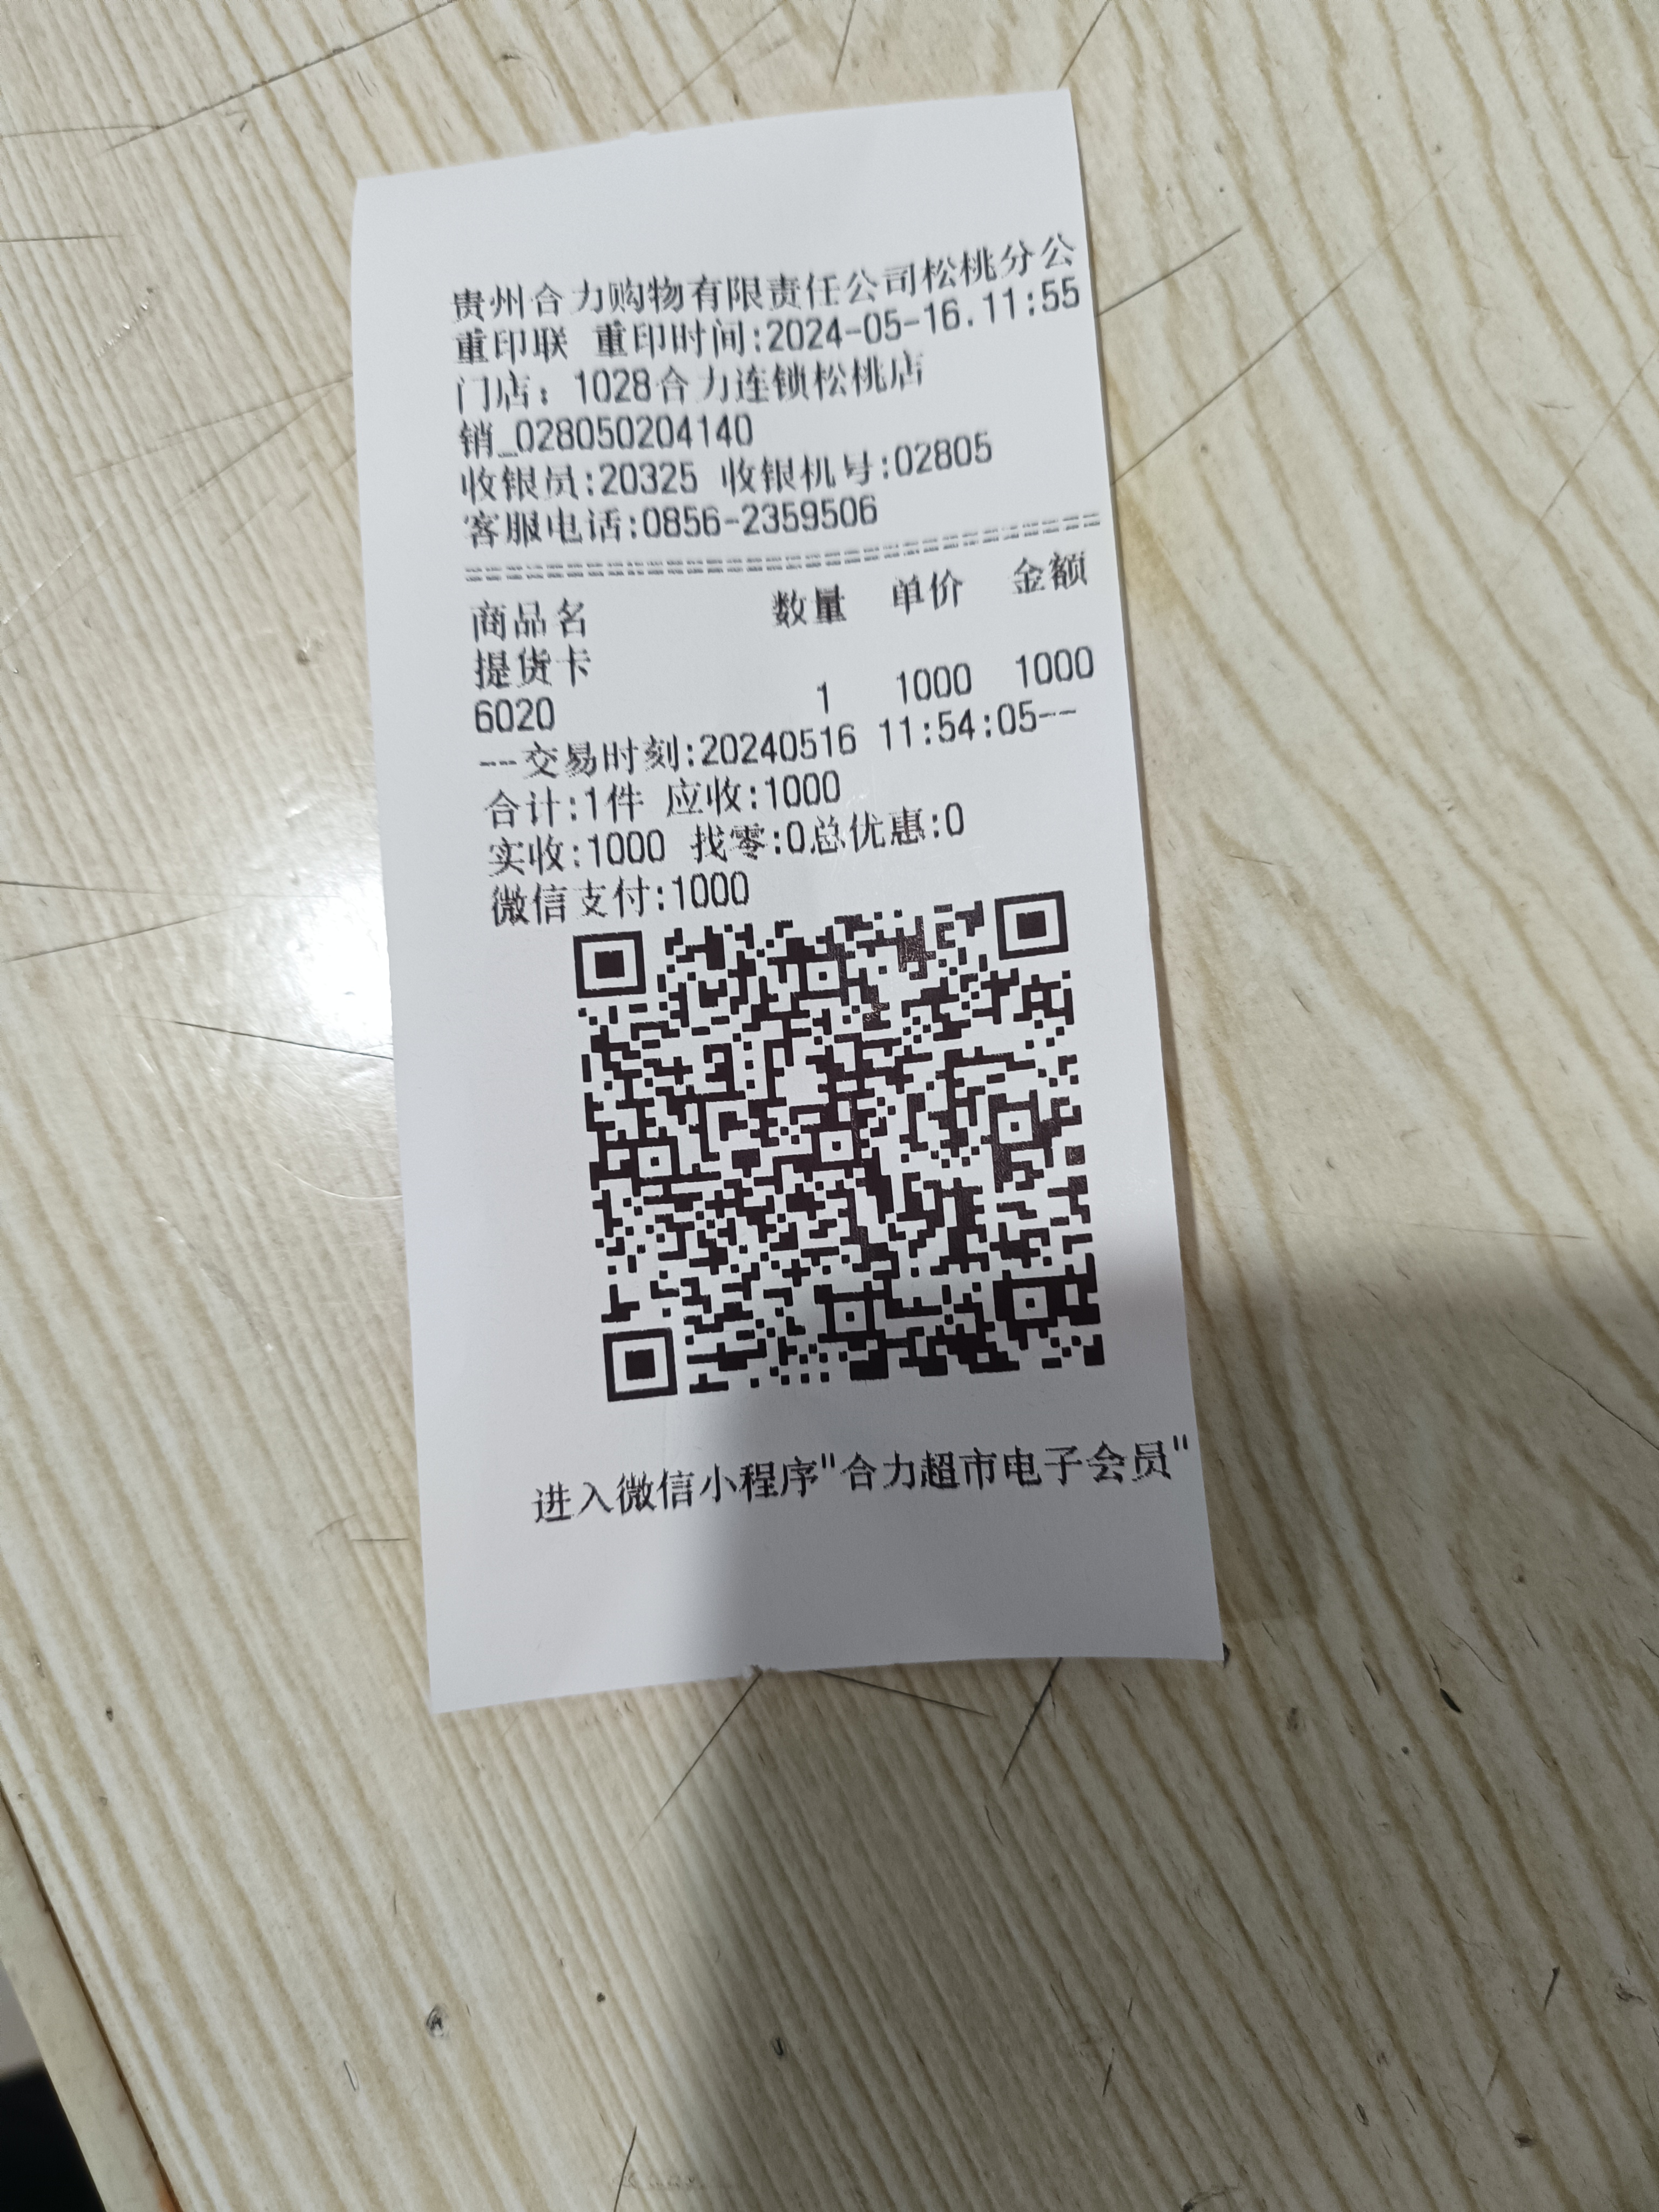 贵州合力购物有限责任公司松桃分公
重印联 重印时间:2024-05-16.11:55
门店：1028合力连锁松桃店
销_028050204140
收银员:20325 收银机号:02805
客服电话:0856-2359506
================================
商品名 数量 单价 金额
提货卡
6020 1 1000 1000
---交易时刻:20240516 11:54:05--
合计:1件 应收:1000
实收:1000 找零:0总优惠:0
微信支付:1000
进入微信小程序"合力超市电子会员"